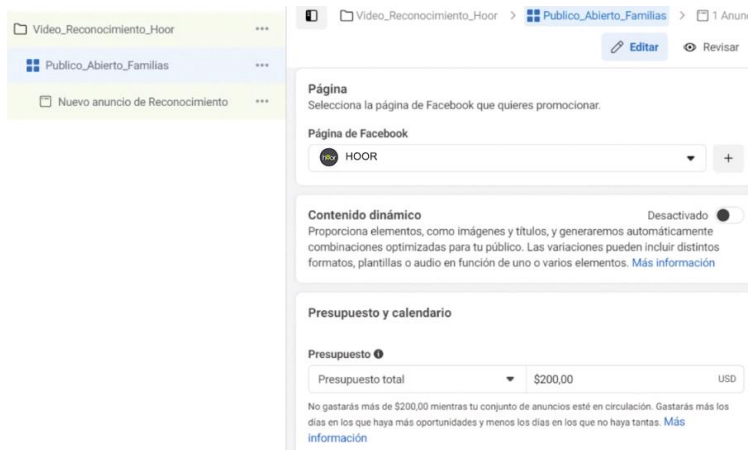 Video_Reconocimiento_Hoor
Publico_Abierto_Familias
Nuevo anuncio de Reconocimiento
Video_Reconocimiento_Hoor > Publico_Abierto_Familias > 1 Anun
Editar Revisar
Página
Selecciona la página de Facebook que quieres promocionar.
Página de Facebook
hoor HOOR
Contenido dinámico Desactivado
Proporciona elementos, como imágenes y títulos, y generaremos automáticamente
combinaciones optimizadas para tu público. Las variaciones pueden incluir distintos
formatos, plantillas o audio en función de uno o varios elementos. Más información
Presupuesto y calendario
Presupuesto
Presupuesto total $200,00 USD
No gastarás más de $200,00 mientras tu conjunto de anuncios esté en circulación. Gastarás más los
días en los que haya más oportunidades y menos los días en los que no haya tantas. Más
información